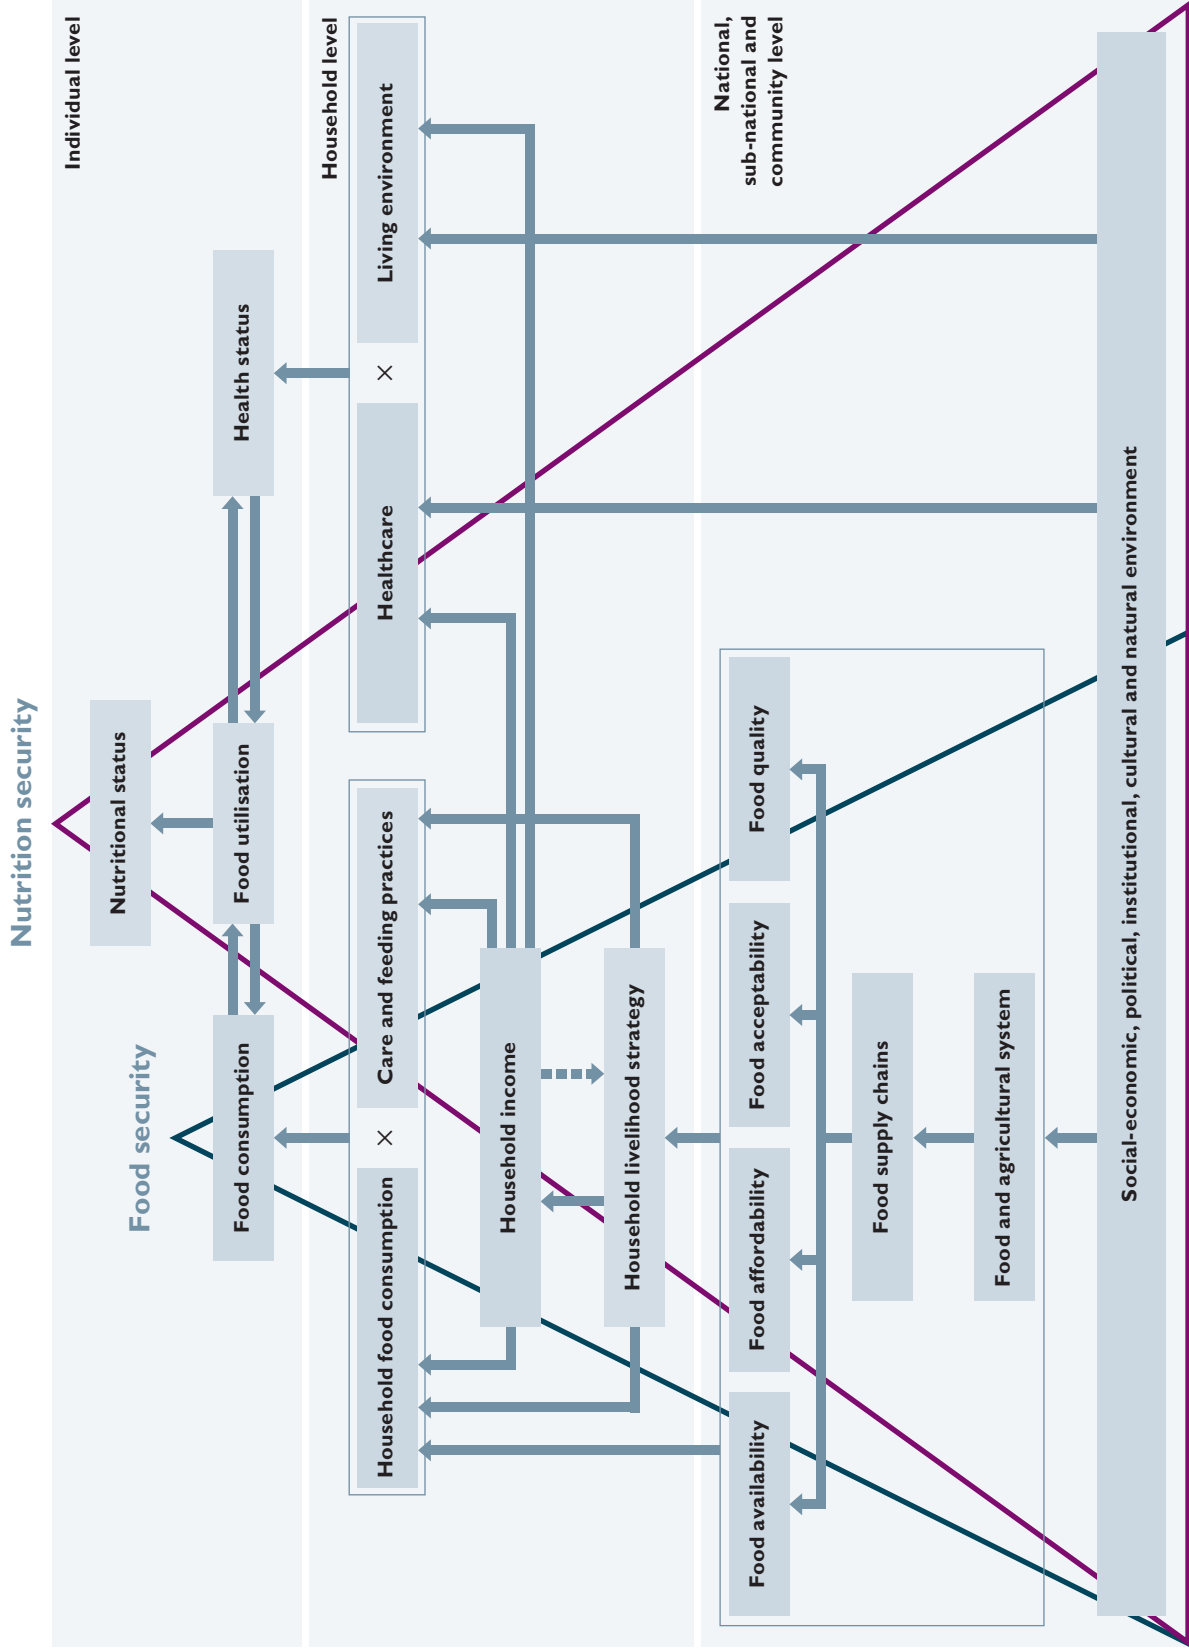 Nutrition security
Food security
Individual level
Nutritional status
Food consumption
Food utilisation
Health status
Household level
Household food consumption
×
Care and feeding practices
Healthcare
×
Living environment
Household income
Household livelihood strategy
National,
sub-national and
community level
Food availability
Food affordability
Food acceptability
Food quality
Food supply chains
Food and agricultural system
Social-economic, political, institutional, cultural and natural environment